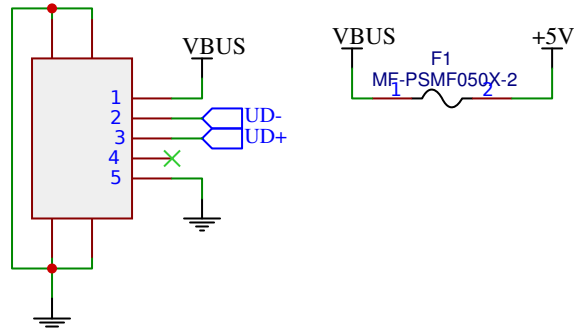 VBUS
1
2
UD-
3
UD+
4
5
VBUS
F1
+5V
MF-PSMF050X-2
1
2